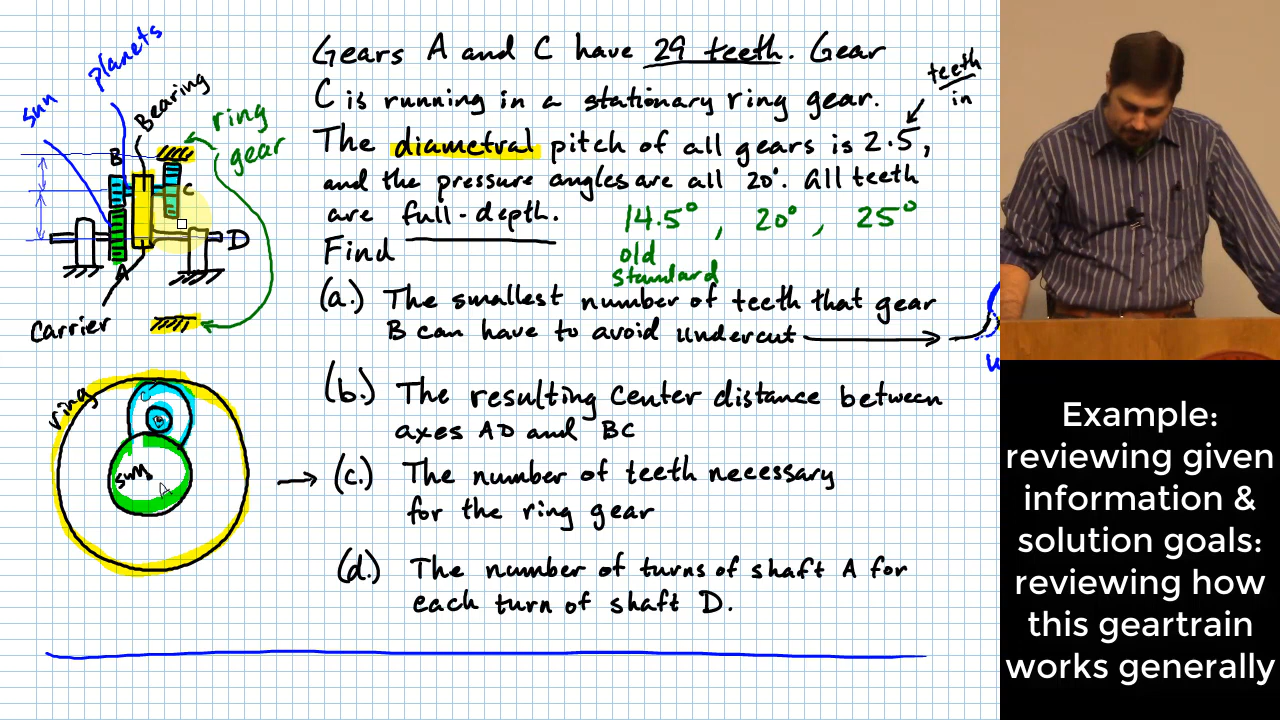 Gears A and C have 29 teeth. Gear
C is running in a stationary ring gear.
The diametral pitch of all gears is 2.5,
teeth
in
and the pressure angles are all 20°. All teeth
are full-depth.
14.5°, 20°, 25°
old
standard
Find
(a.) The smallest number of teeth that gear
B can have to avoid undercut
(b.) The resulting center distance between
axes AD and BC
(c.) The number of teeth necessary
for the ring gear
(d.) The number of turns of shaft A for
each turn of shaft D.
sun
planets
Bearing
ring
gear
B
C
D
A
Carrier
ring
C
B
sun
A
Example:
reviewing given
information &
solution goals:
reviewing how
this geartrain
works generally